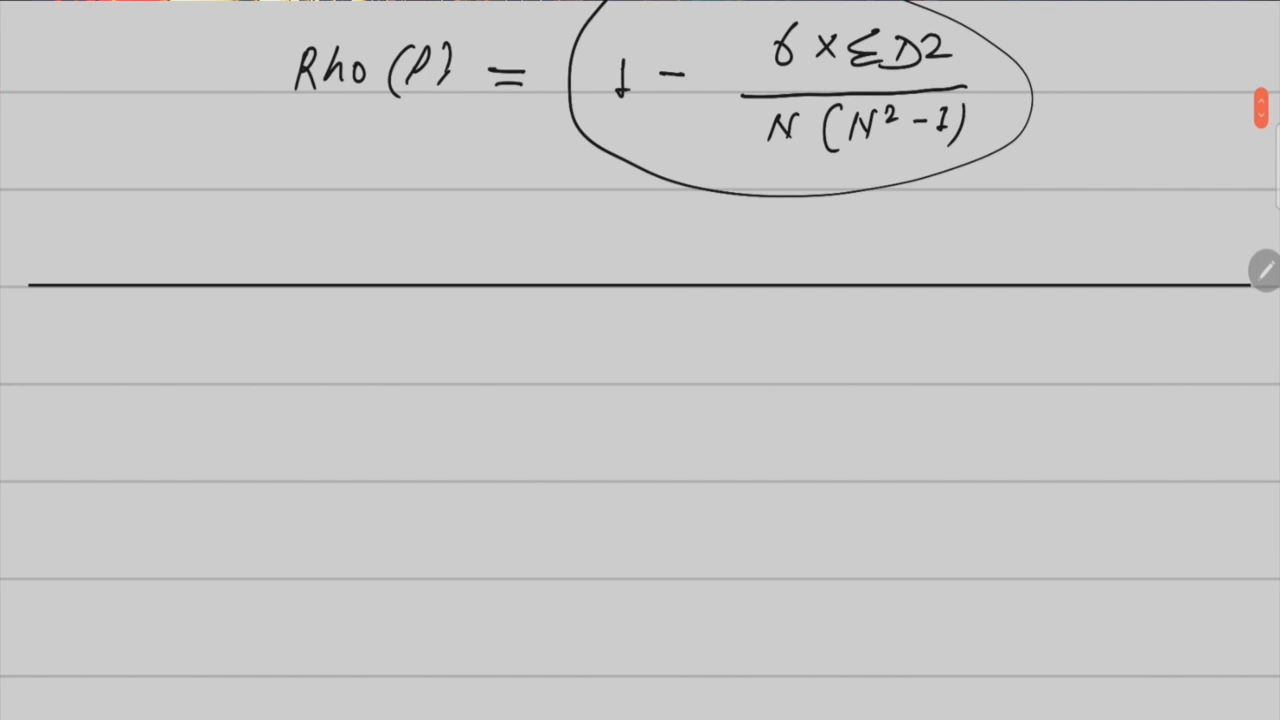 Rho (P) = 1 - 6 × ΣD2 / N (N² - 1)